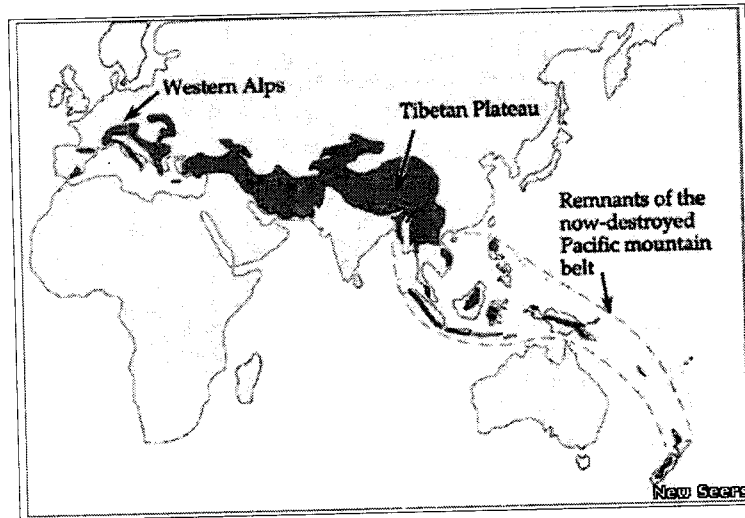 Western Alps
Tibetan Plateau
Remnants of the
now-destroyed
Pacific mountain
belt
New Seers